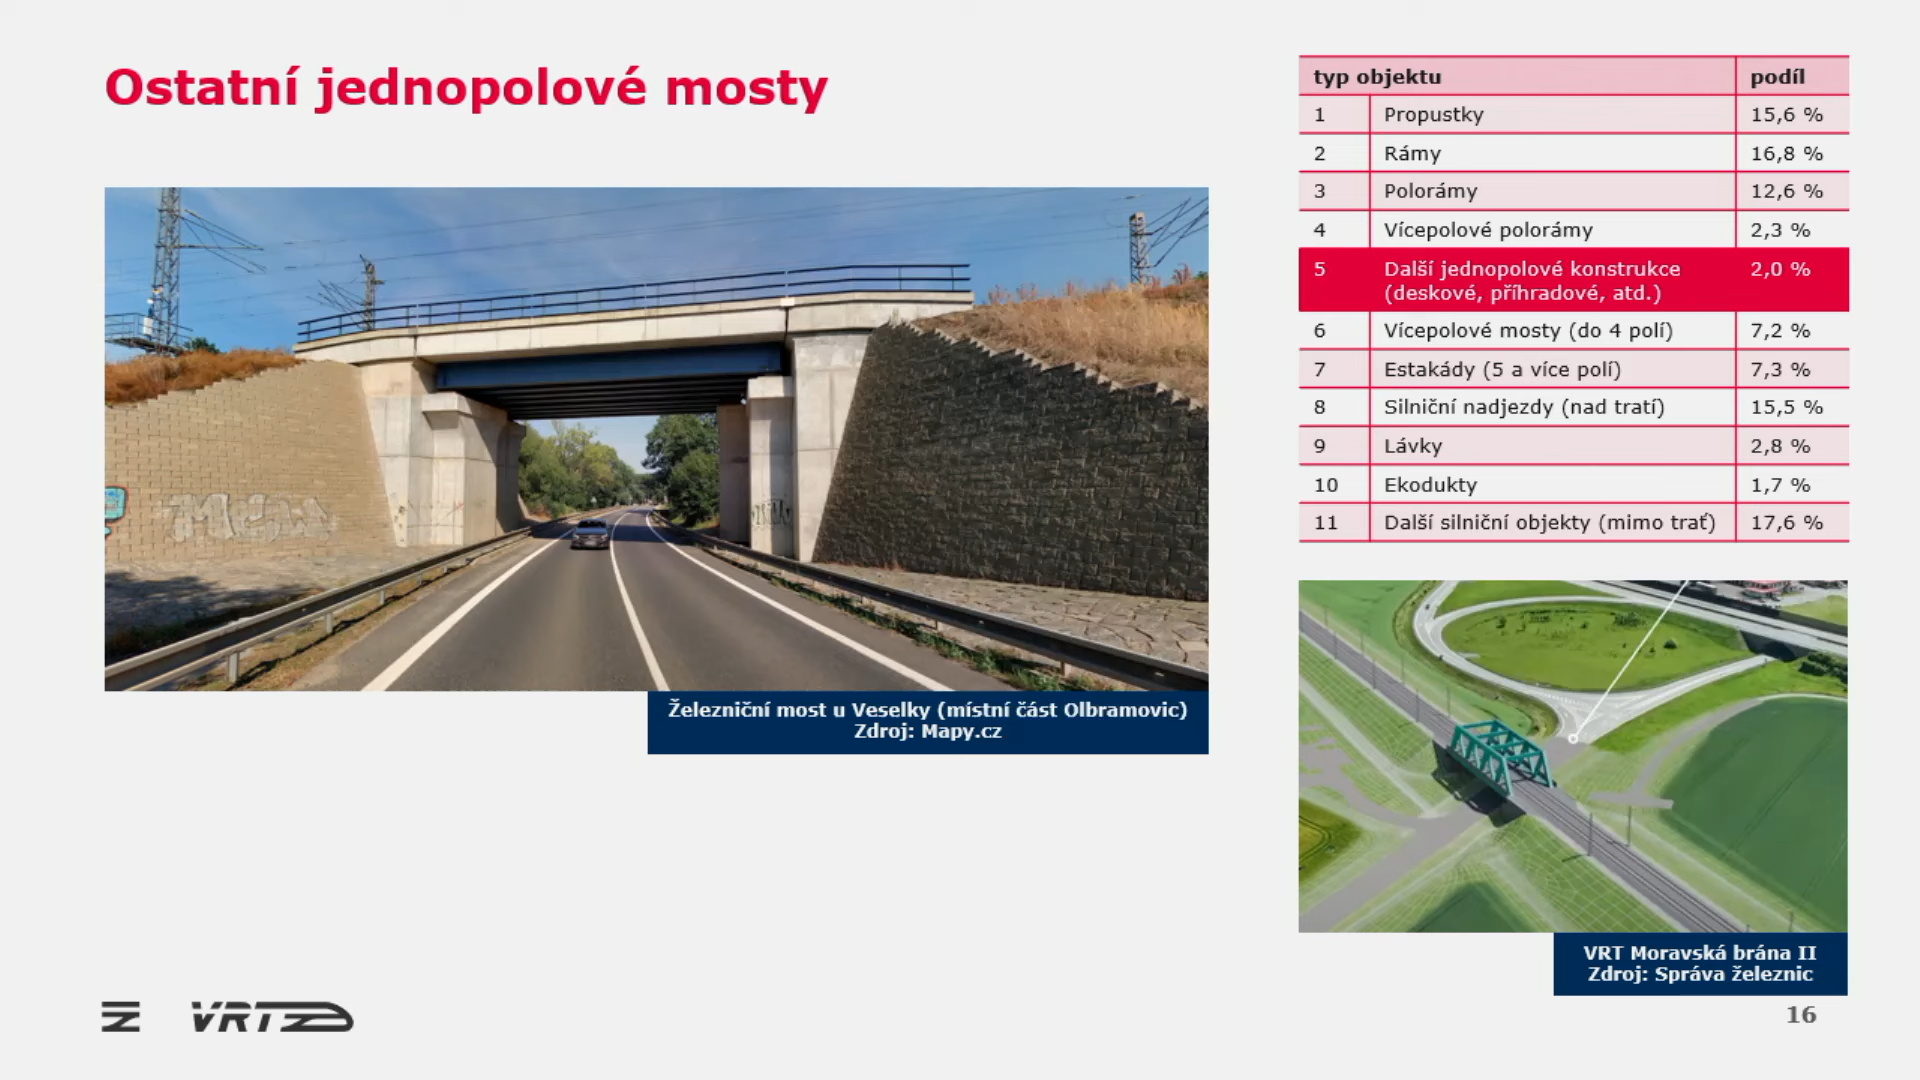 Ostatní jednopolové mosty
typ objektu podíl
1 Propustky 15,6 %
2 Rámy 16,8 %
3 Polorámy 12,6 %
4 Vícepolové polorámy 2,3 %
5 Další jednopolové konstrukce 2,0 %
(deskové, příhradové, atd.)
6 Vícepolové mosty (do 4 polí) 7,2 %
7 Estakády (5 a více polí) 7,3 %
8 Silniční nadjezdy (nad tratí) 15,5 %
9 Lávky 2,8 %
10 Ekodukty 1,7 %
11 Další silniční objekty (mimo trať) 17,6 %
Železniční most u Veselky (místní část Olbramovic)
Zdroj: Mapy.cz
VRT Moravská brána II
Zdroj: Správa železnic
VRT
16